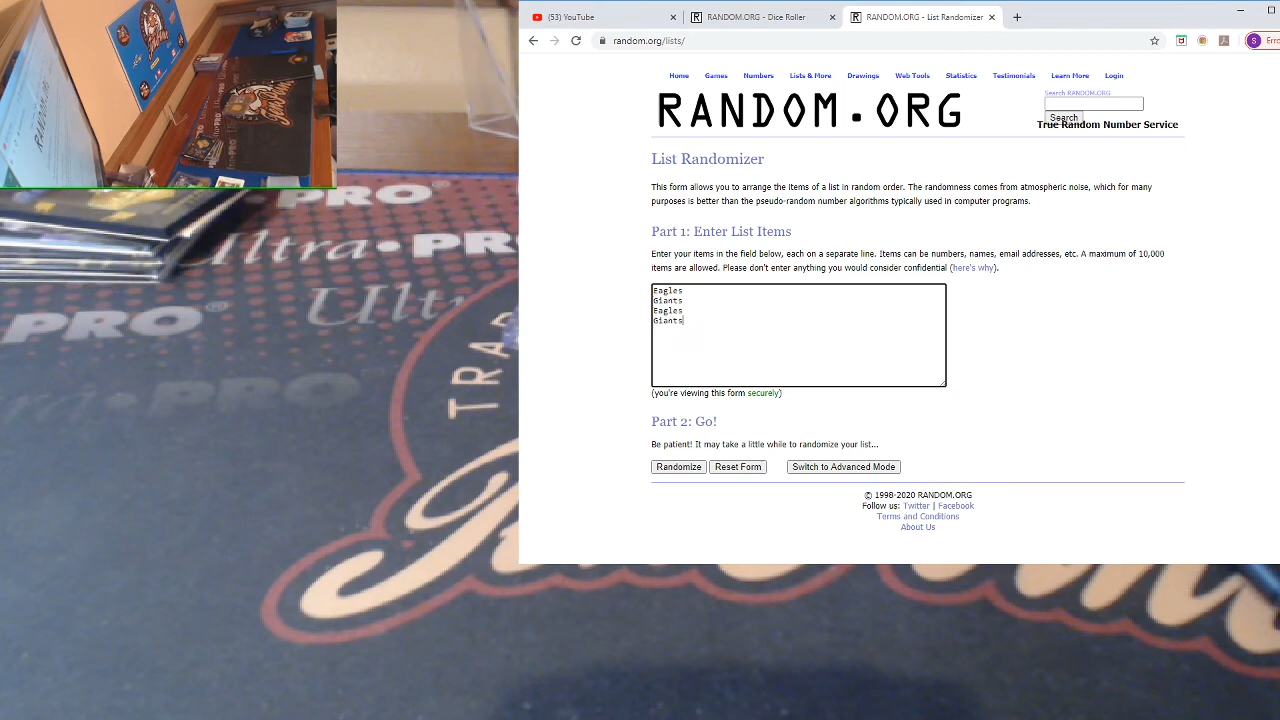 (53) YouTube
RANDOM.ORG - Dice Roller
RANDOM.ORG - List Randomizer
random.org/lists/
S
Erro
Home Games Numbers Lists & More Drawings Web Tools Statistics Testimonials Learn More Login
RANDOM.ORG
Search RANDOM.ORG
Search
True Random Number Service
List Randomizer
This form allows you to arrange the items of a list in random order. The randomness comes from atmospheric noise, which for many
purposes is better than the pseudo-random number algorithms typically used in computer programs.
Part 1: Enter List Items
Enter your items in the field below, each on a separate line. Items can be numbers, names, email addresses, etc. A maximum of 10,000
items are allowed. Please don't enter anything you would consider confidential (here's why).
Eagles
Giants
Eagles
Giants
(you're viewing this form securely)
Part 2: Go!
Be patient! It may take a little while to randomize your list...
Randomize Reset Form Switch to Advanced Mode
© 1998-2020 RANDOM.ORG
Follow us: Twitter | Facebook
Terms and Conditions
About Us
PRO
Ultra•PRO
PRO
Ul
TRAD